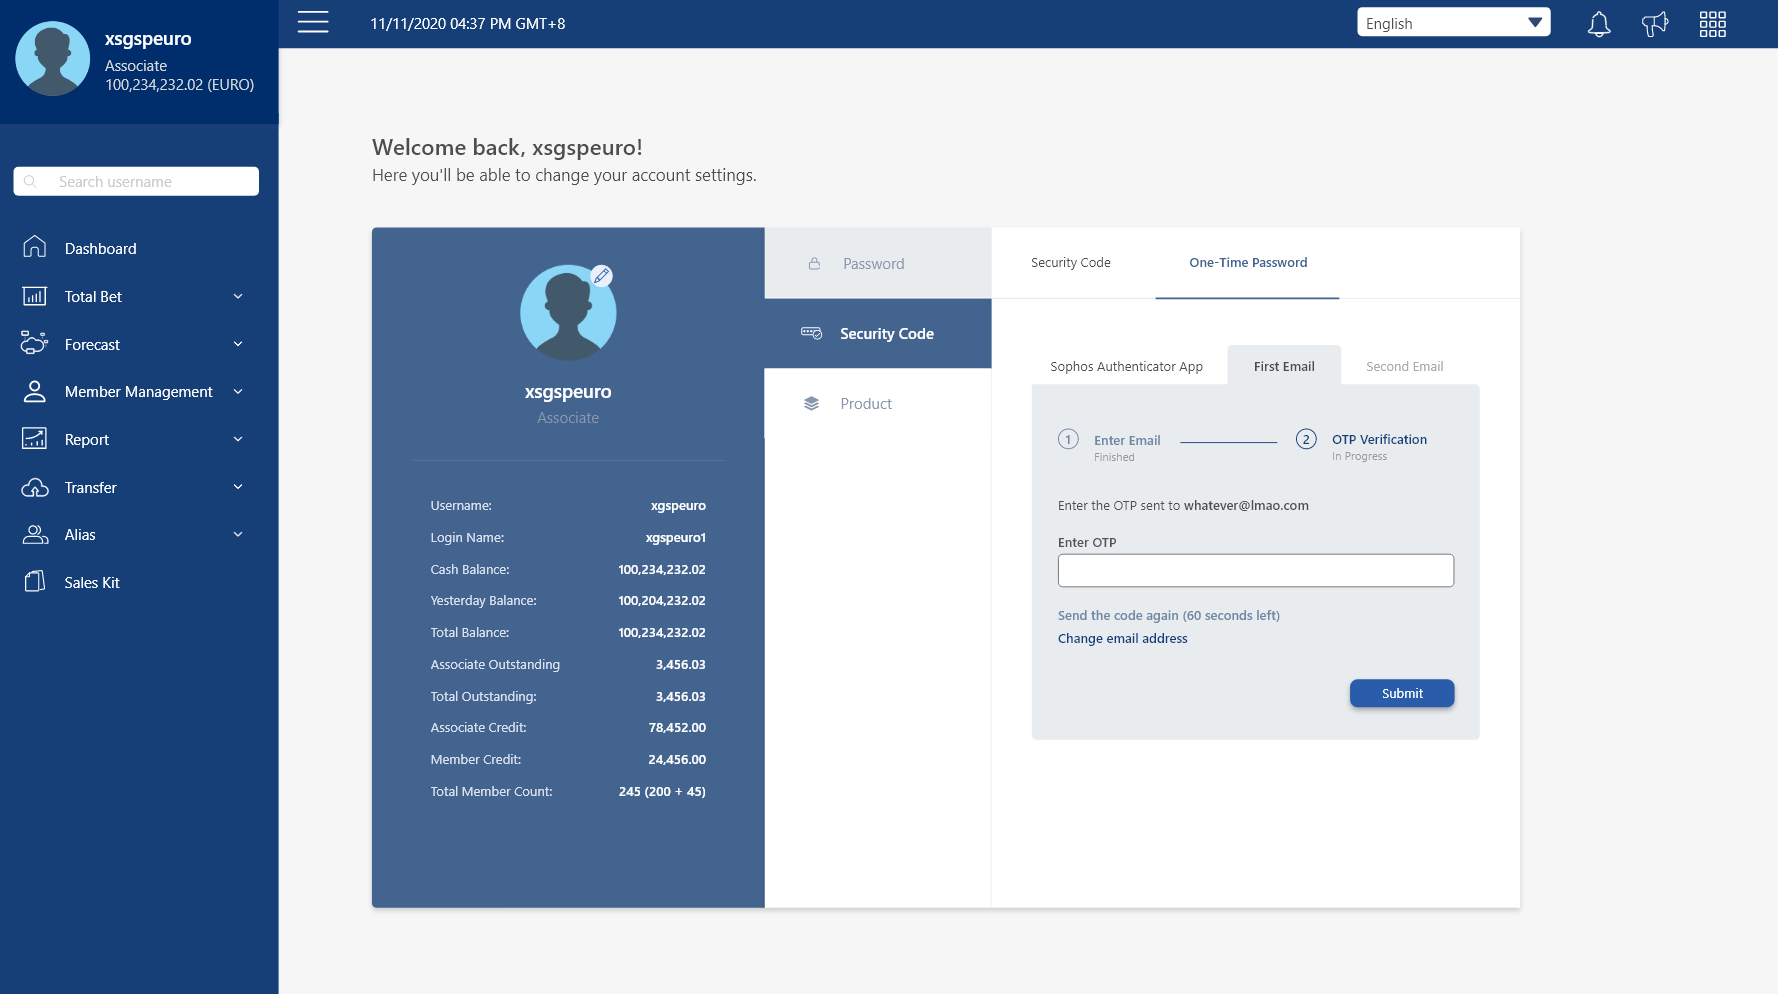 xsgspeuro
Associate
100,234,232.02 (EURO)
11/11/2020 04:37 PM GMT+8
English
Search username
Dashboard
Total Bet
Forecast
Member Management
Report
Transfer
Alias
Sales Kit
Welcome back, xsgspeuro!
Here you'll be able to change your account settings.
xsgspeuro
Associate
Username: xgspeuro
Login Name: xgspeuro1
Cash Balance: 100,234,232.02
Yesterday Balance: 100,204,232.02
Total Balance: 100,234,232.02
Associate Outstanding 3,456.03
Total Outstanding: 3,456.03
Associate Credit: 78,452.00
Member Credit: 24,456.00
Total Member Count: 245 (200 + 45)
Password
Security Code
Product
Security Code One-Time Password
Sophos Authenticator App First Email Second Email
1 Enter Email 2 OTP Verification
Finished In Progress
Enter the OTP sent to whatever@lmao.com
Enter OTP
Send the code again (60 seconds left)
Change email address
Submit